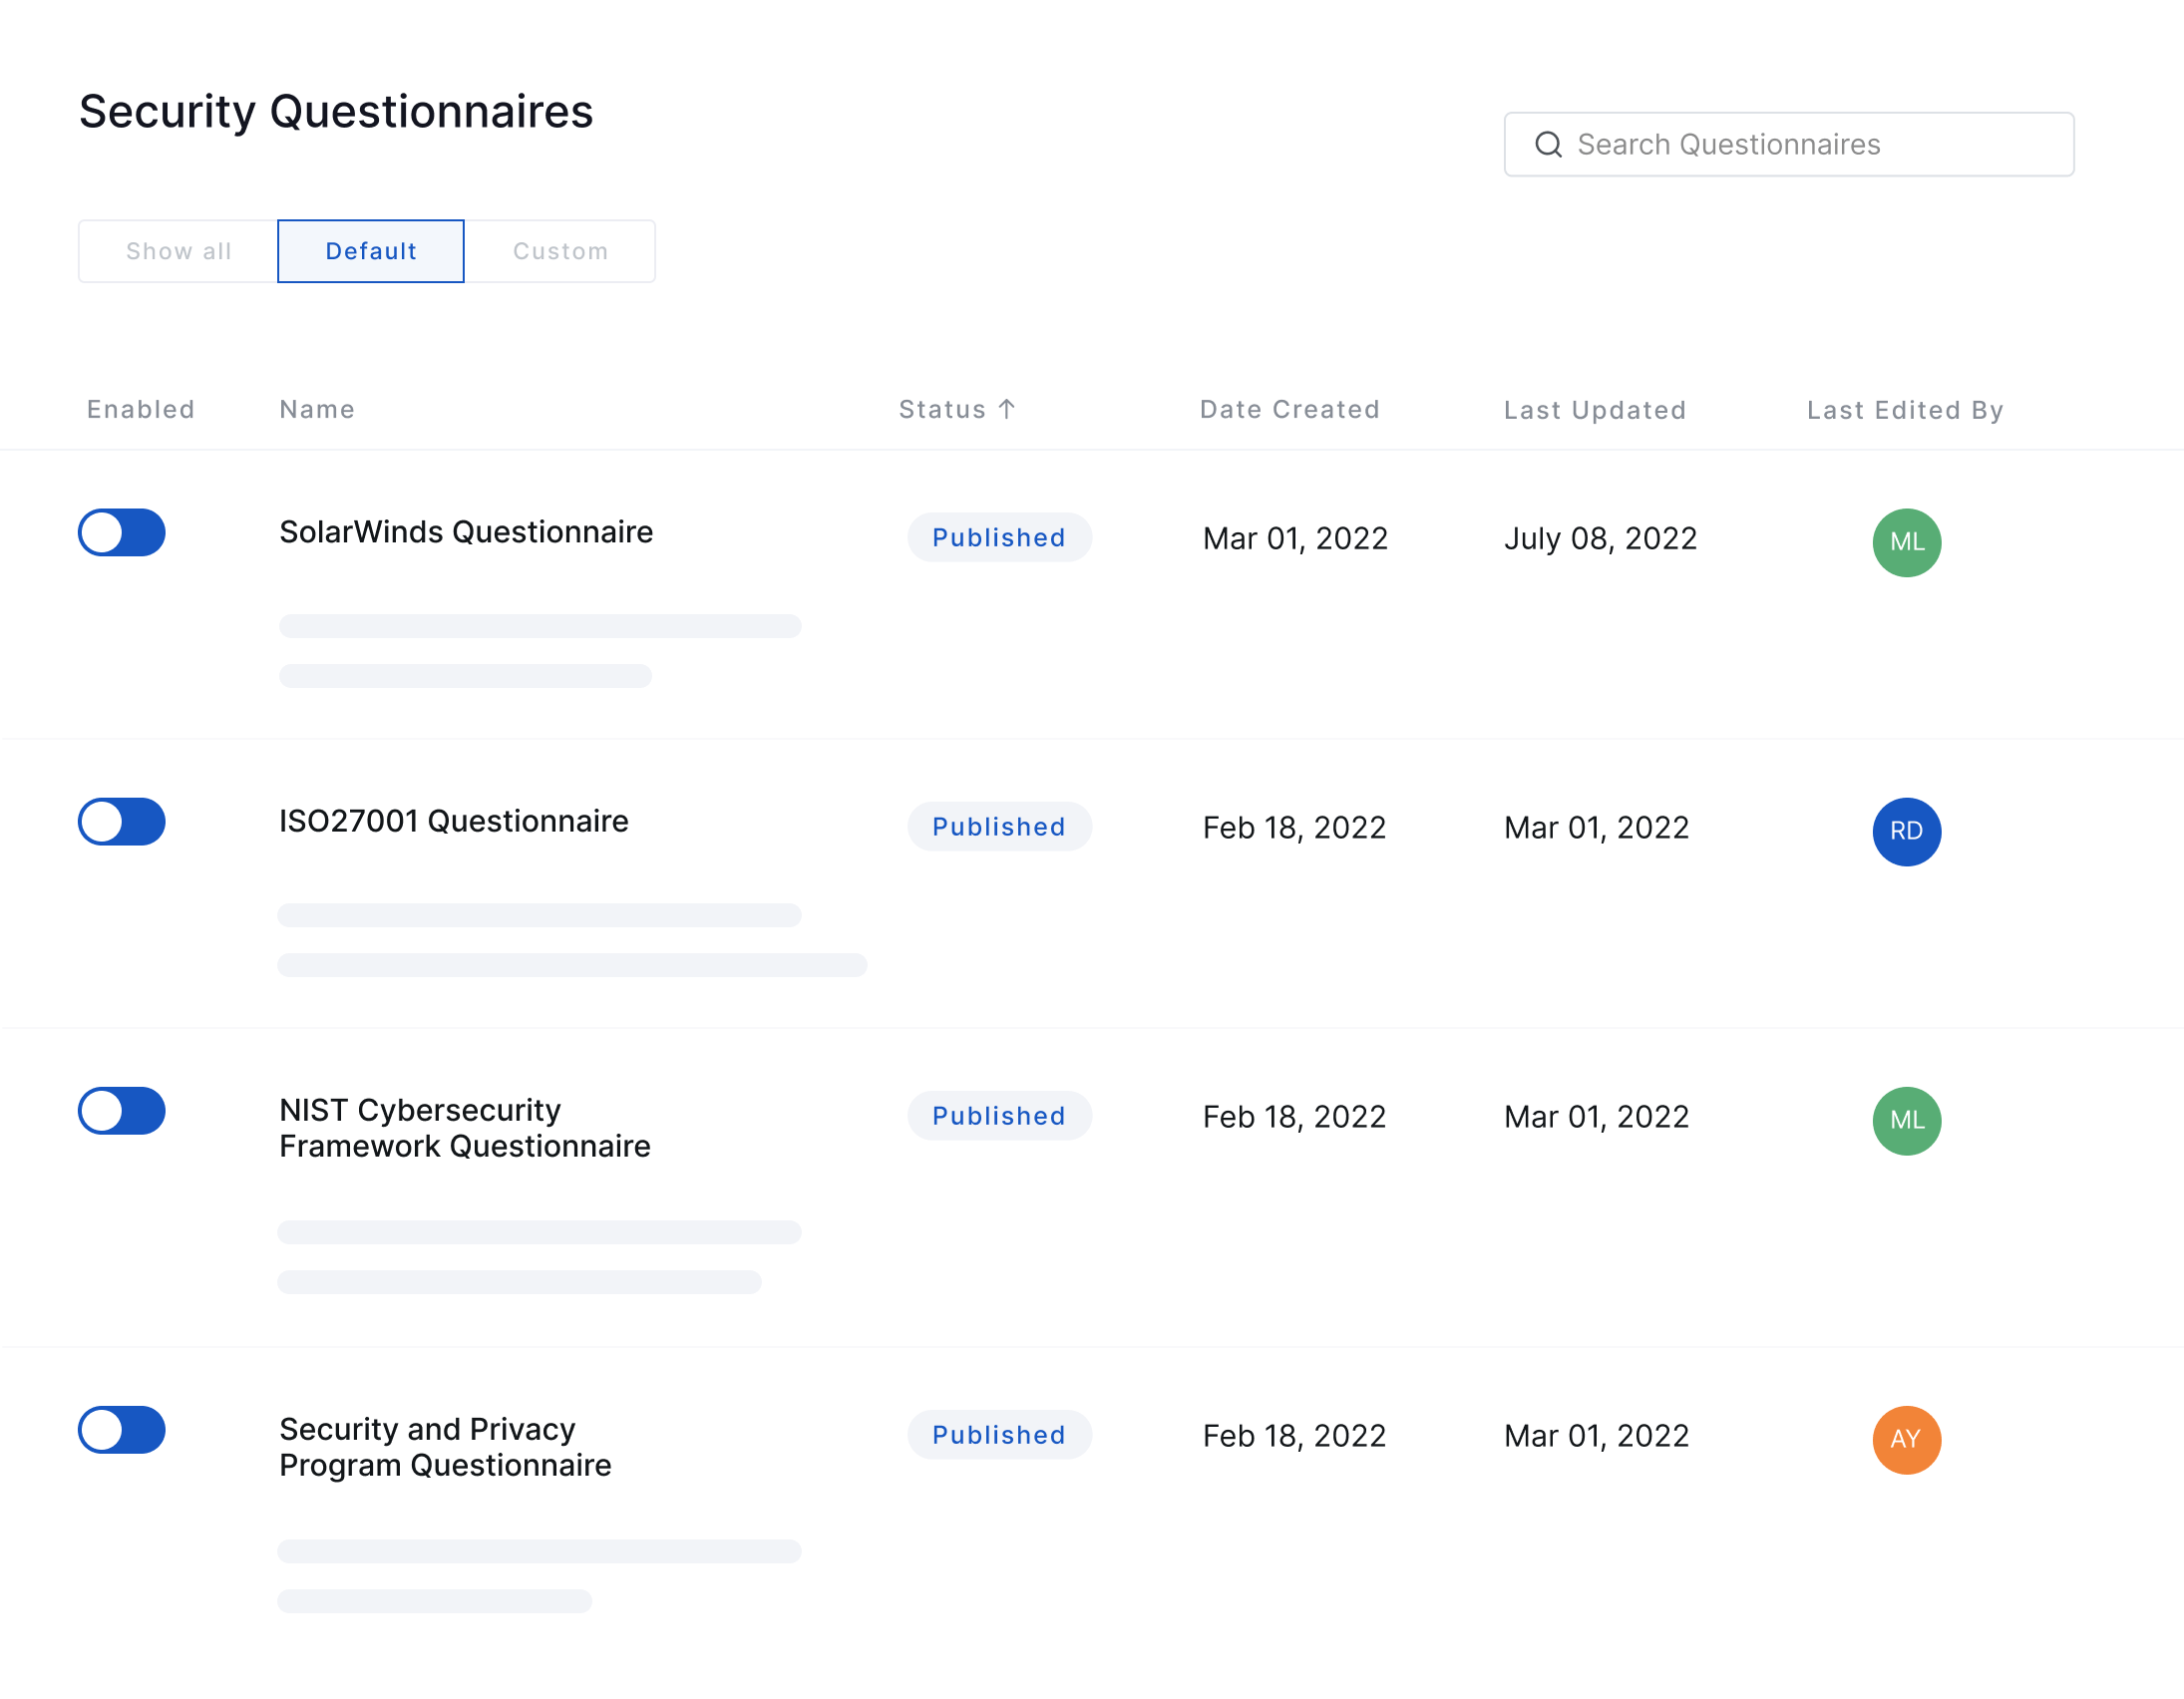 Security Questionnaires
Search Questionnaires
Show all
Default
Custom
Enabled
Name
Status ↑
Date Created
Last Updated
Last Edited By
SolarWinds Questionnaire
Published
Mar 01, 2022
July 08, 2022
ML
ISO27001 Questionnaire
Published
Feb 18, 2022
Mar 01, 2022
RD
NIST Cybersecurity
Framework Questionnaire
Published
Feb 18, 2022
Mar 01, 2022
ML
Security and Privacy
Program Questionnaire
Published
Feb 18, 2022
Mar 01, 2022
AY